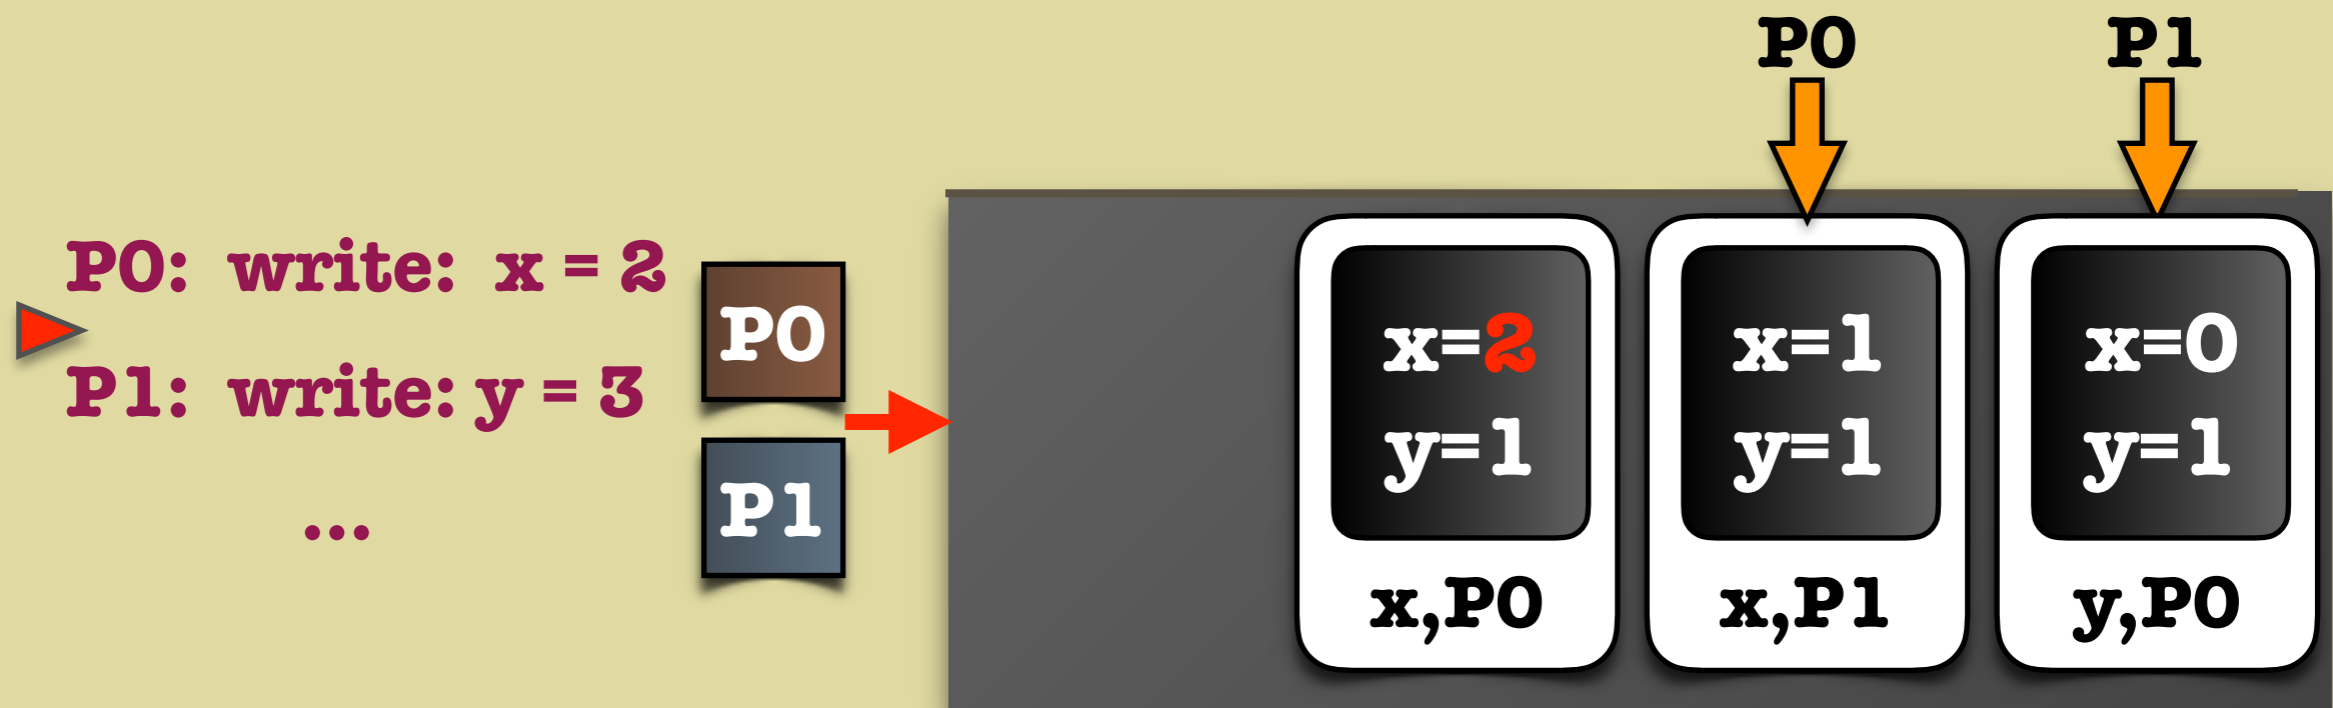 P0 P1
P0: write: x = 2
P1: write: y = 3
...
P0
P1
x=2
y=1
x,P0
x=1
y=1
x,P1
x=0
y=1
y,P0